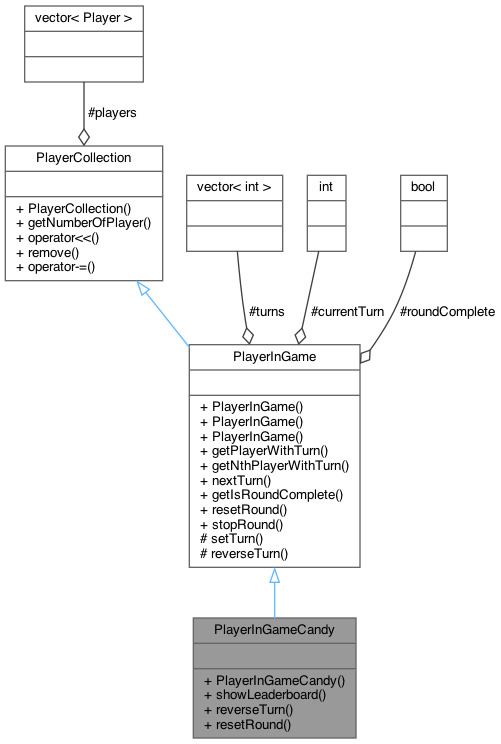 vector< Player >
#players
PlayerCollection
+ PlayerCollection()
+ getNumberOfPlayer()
+ operator<<()
+ remove()
+ operator-=()
vector< int >
int
bool
#turns
#currentTurn
#roundComplete
PlayerInGame
+ PlayerInGame()
+ PlayerInGame()
+ PlayerInGame()
+ getPlayerWithTurn()
+ getNthPlayerWithTurn()
+ nextTurn()
+ getIsRoundComplete()
+ resetRound()
+ stopRound()
# setTurn()
# reverseTurn()
PlayerInGameCandy
+ PlayerInGameCandy()
+ showLeaderboard()
+ reverseTurn()
+ resetRound()